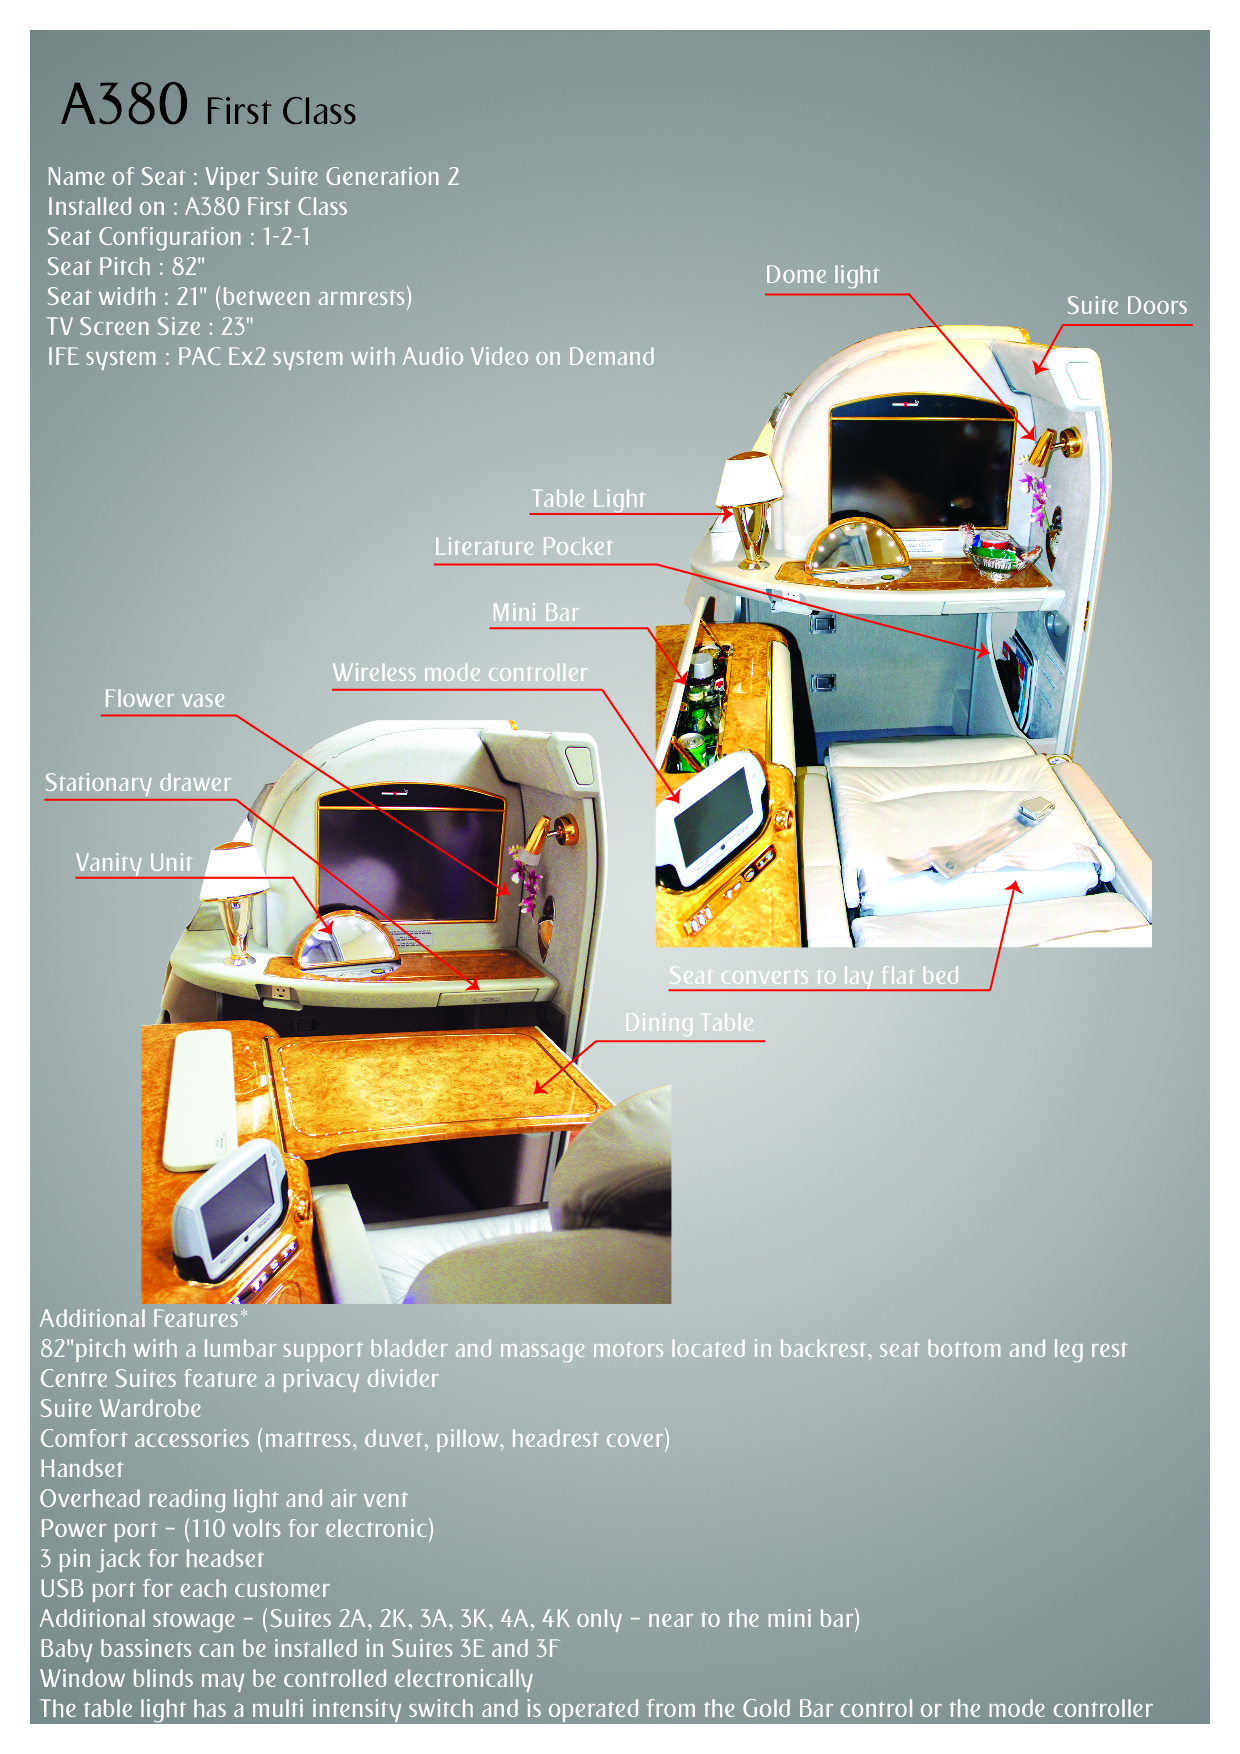 A380 First Class
Name of Seat : Viper Suite Generation 2
Installed on : A380 First Class
Seat Configuration : 1-2-1
Seat Pitch : 82"
Seat width : 21" (between armrests)
TV Screen Size : 23"
IFE system : PAC Ex2 system with Audio Video on Demand
Dome light
Suite Doors
Table Light
Literature Pocket
Mini Bar
Wireless mode controller
Flower vase
Stationary drawer
Vanity Unit
Seat converts to lay flat bed
Dining Table
Additional Features*
82"pitch with a lumbar support bladder and massage motors located in backrest, seat bottom and leg rest
Centre Suites feature a privacy divider
Suite Wardrobe
Comfort accessories (mattress, duvet, pillow, headrest cover)
Handset
Overhead reading light and air vent
Power port – (110 volts for electronic)
3 pin jack for headset
USB port for each customer
Additional stowage – (Suites 2A, 2K, 3A, 3K, 4A, 4K only – near to the mini bar)
Baby bassinets can be installed in Suites 3E and 3F
Window blinds may be controlled electronically
The table light has a multi intensity switch and is operated from the Gold Bar control or the mode controller